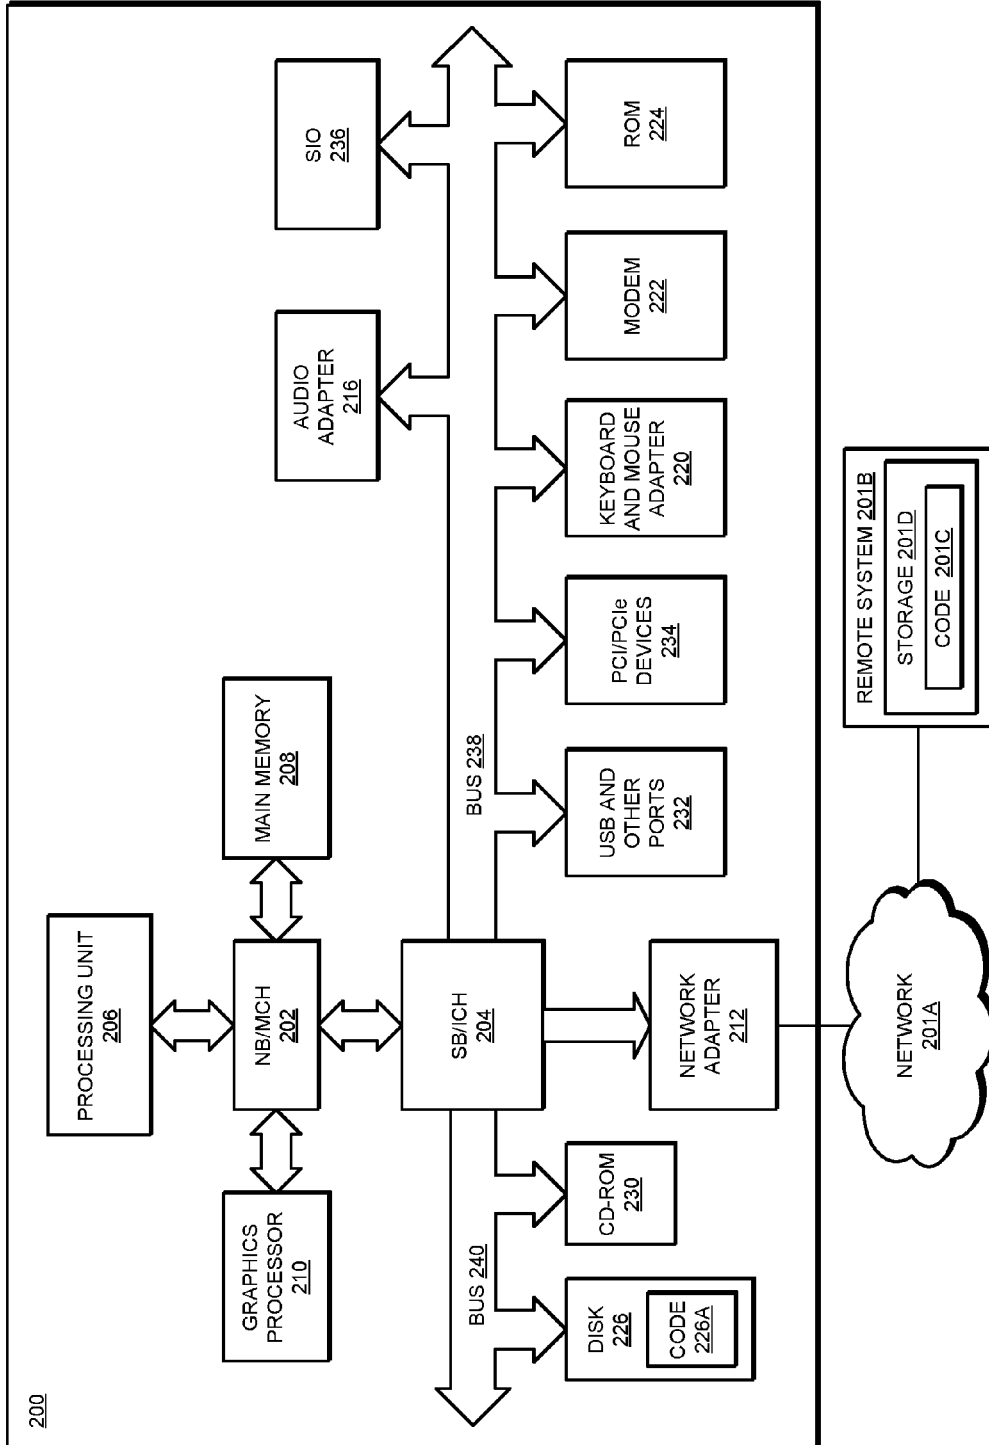 200
PROCESSING UNIT
206
GRAPHICS
PROCESSOR
210
NB/MCH
202
MAIN MEMORY
208
AUDIO
ADAPTER
216
SIO
236
SB/ICH
204
BUS 240
BUS 238
DISK
226
CODE
226A
CD-ROM
230
NETWORK
ADAPTER
212
USB AND
OTHER
PORTS
232
PCI/PCIe
DEVICES
234
KEYBOARD
AND MOUSE
ADAPTER
220
MODEM
222
ROM
224
NETWORK
201A
REMOTE SYSTEM 201B
STORAGE 201D
CODE 201C